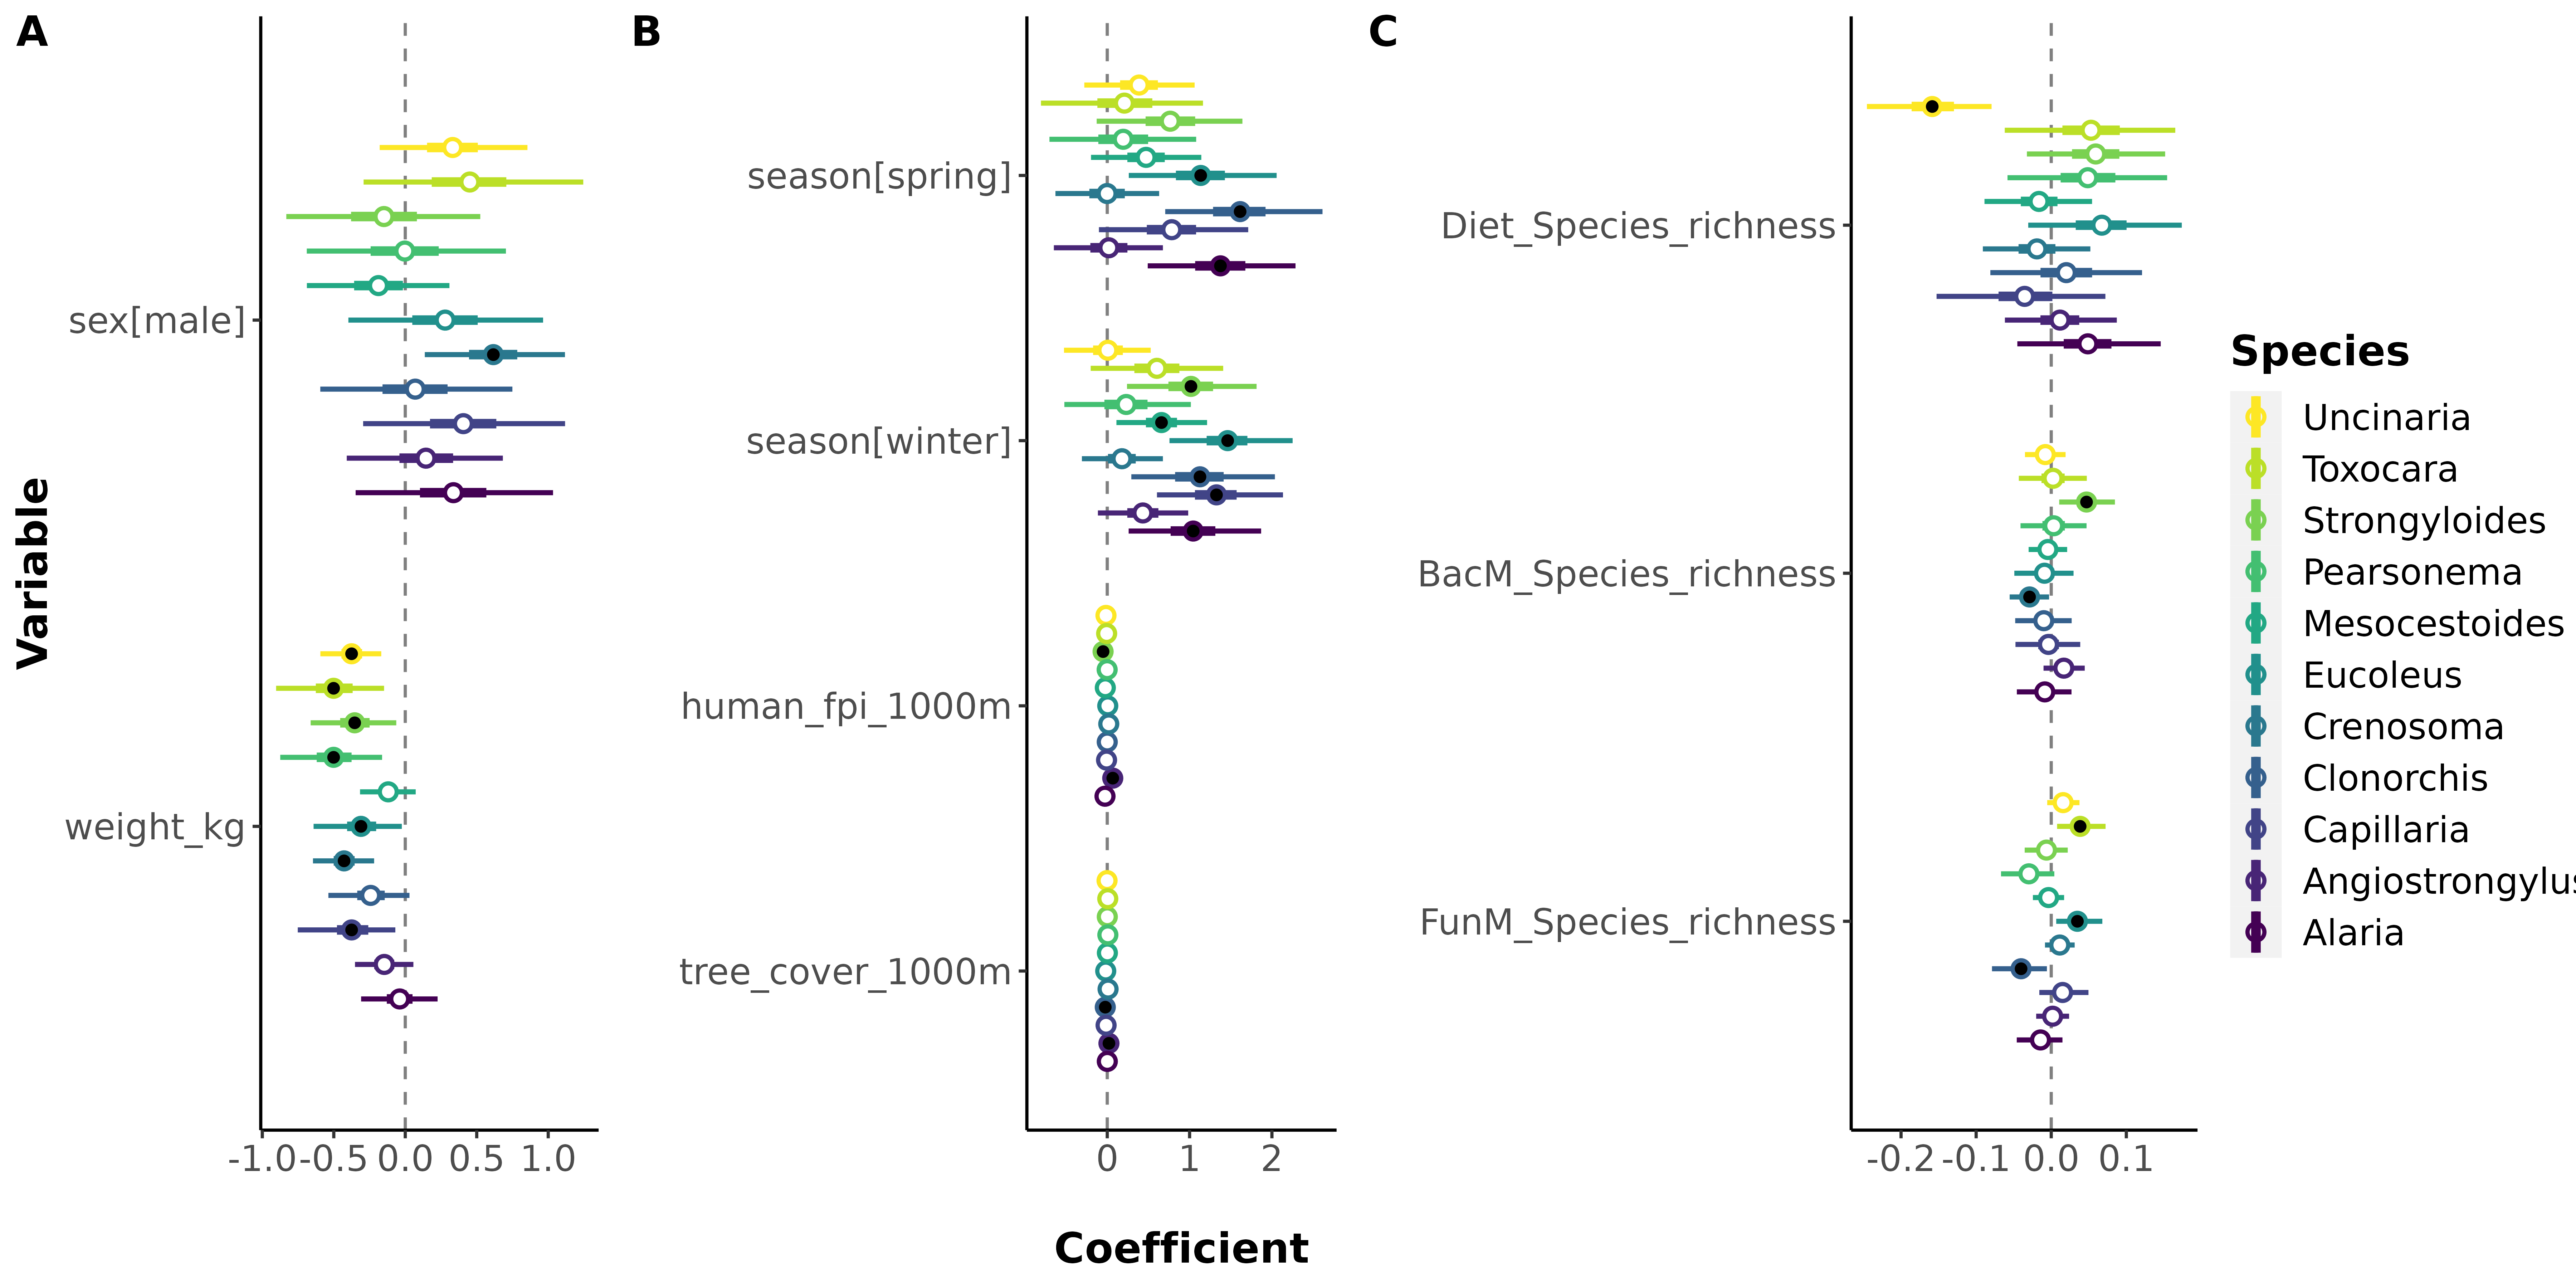 A
B
C
Variable
sex[male]
weight_kg
-1.0
-0.5
0.0
0.5
1.0
season[spring]
season[winter]
human_fpi_1000m
tree_cover_1000m
0
1
2
Coefficient
Diet_Species_richness
BacM_Species_richness
FunM_Species_richness
-0.2
-0.1
0.0
0.1
Species
Uncinaria
Toxocara
Strongyloides
Pearsonema
Mesocestoides
Eucoleus
Crenosoma
Clonorchis
Capillaria
Angiostrongylus
Alaria